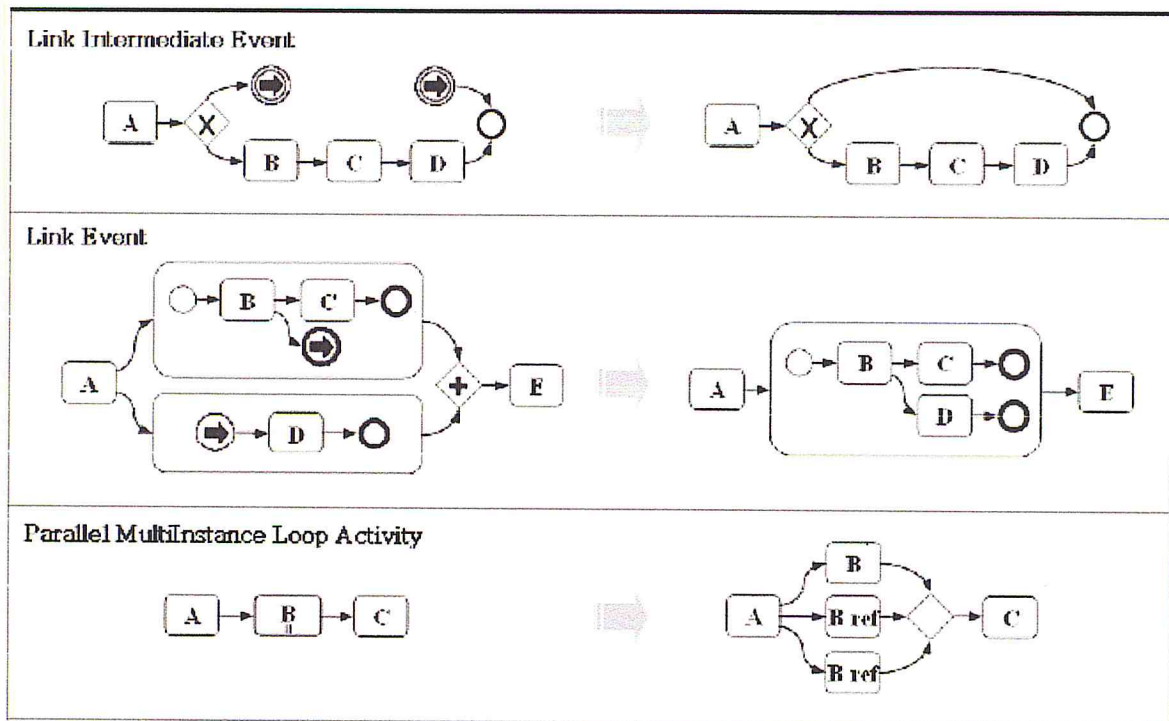 Link Intermediate Event
A X B C D
A X B C D
Link Event
A B C D E
A B C D E
Parallel MultiInstance Loop Activity
A B C
A B B ref B ref C